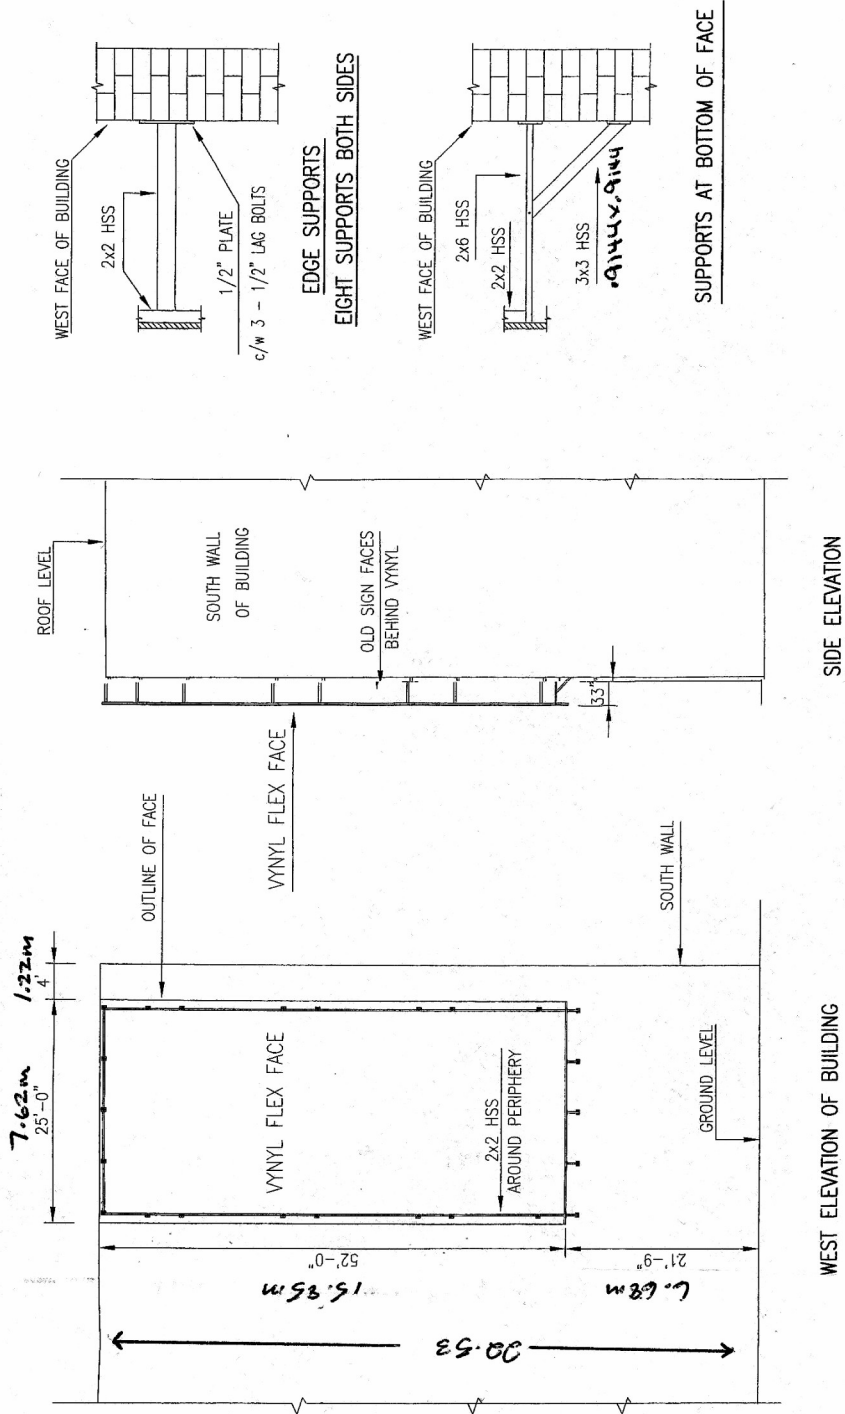 WEST FACE OF BUILDING
2x2 HSS
1/2" PLATE
c/w 3 - 1/2" LAG BOLTS
EDGE SUPPORTS
EIGHT SUPPORTS BOTH SIDES
WEST FACE OF BUILDING
2x6 HSS
2x2 HSS
3x3 HSS
.9144x.9144
SUPPORTS AT BOTTOM OF FACE
ROOF LEVEL
SOUTH WALL
OF BUILDING
OLD SIGN FACES
BEHIND VYNYL
VYNYL FLEX FACE
33"
SIDE ELEVATION
7.62m
25'-0"
1.22m
4'
OUTLINE OF FACE
VYNYL FLEX FACE
2x2 HSS
AROUND PERIPHERY
SOUTH WALL
GROUND LEVEL
52'-0"
15.85m
21'-9"
6.68m
22.53
WEST ELEVATION OF BUILDING